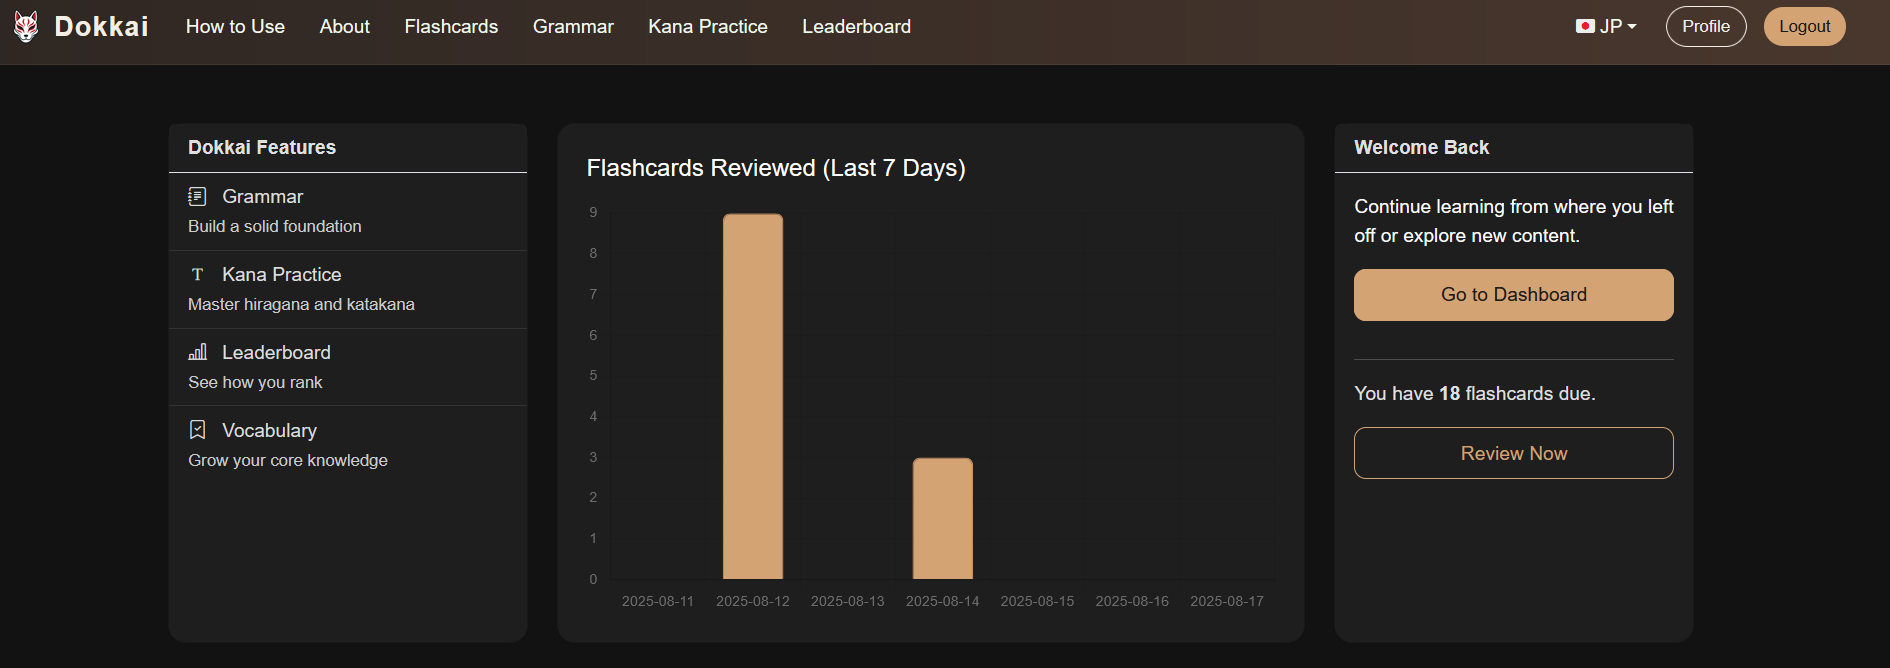 Dokkai
How to Use
About
Flashcards
Grammar
Kana Practice
Leaderboard
JP
Profile
Logout
Dokkai Features
Grammar
Build a solid foundation
T Kana Practice
Master hiragana and katakana
Leaderboard
See how you rank
Vocabulary
Grow your core knowledge
Flashcards Reviewed (Last 7 Days)
9
8
7
6
5
4
3
2
1
0
2025-08-11 2025-08-12 2025-08-13 2025-08-14 2025-08-15 2025-08-16 2025-08-17
Welcome Back
Continue learning from where you left
off or explore new content.
Go to Dashboard
You have 18 flashcards due.
Review Now